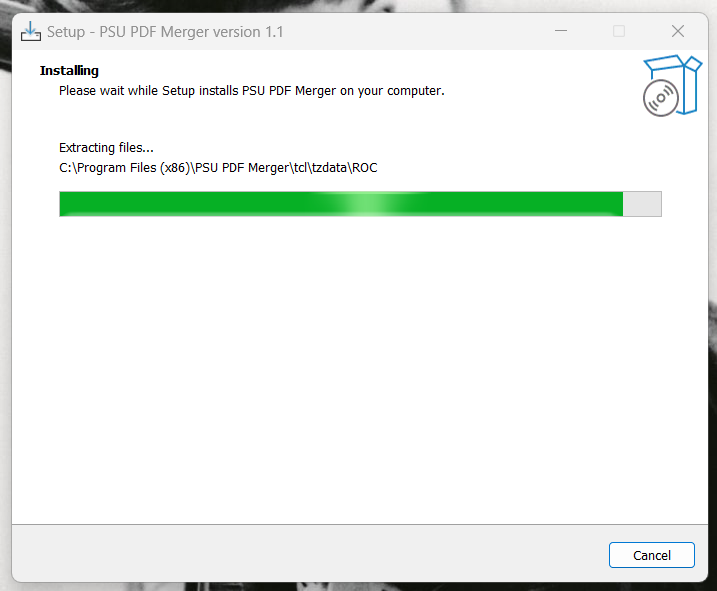 Setup - PSU PDF Merger version 1.1
Installing
Please wait while Setup installs PSU PDF Merger on your computer.
Extracting files...
C:\Program Files (x86)\PSU PDF Merger\tcl\tzdata\ROC
Cancel